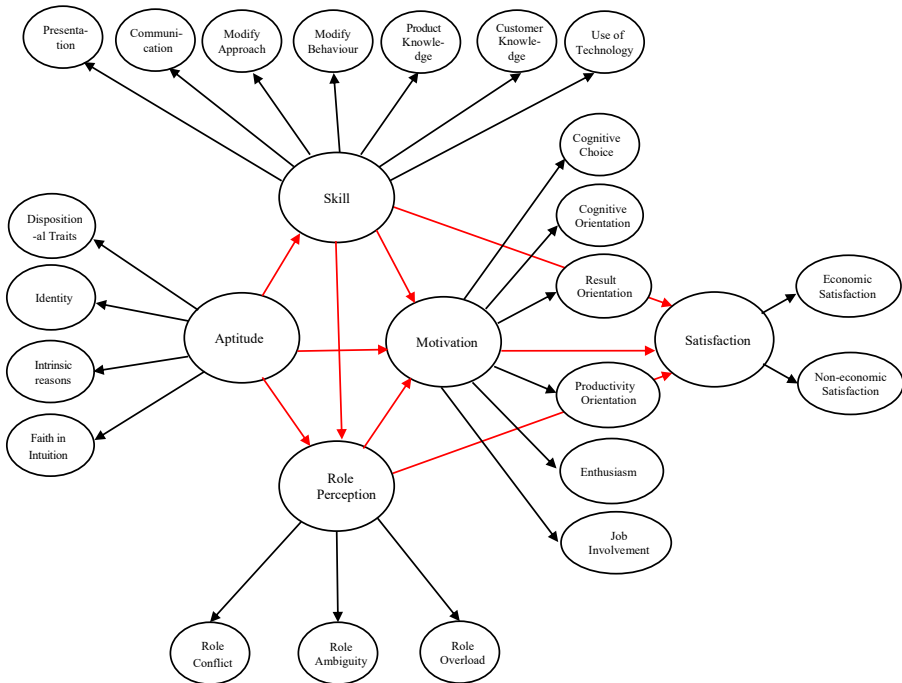 Presenta-
tion
Communi-
cation
Modify
Approach
Modify
Behaviour
Product
Knowle-
dge
Customer
Knowle-
dge
Use of
Technology
Cognitive
Choice
Skill
Cognitive
Orientation
Disposition
-al Traits
Result
Orientation
Economic
Satisfaction
Identity
Aptitude
Motivation
Satisfaction
Intrinsic
reasons
Productivity
Orientation
Non-economic
Satisfaction
Faith in
Intuition
Role
Perception
Enthusiasm
Job
Involvement
Role
Conflict
Role
Ambiguity
Role
Overload